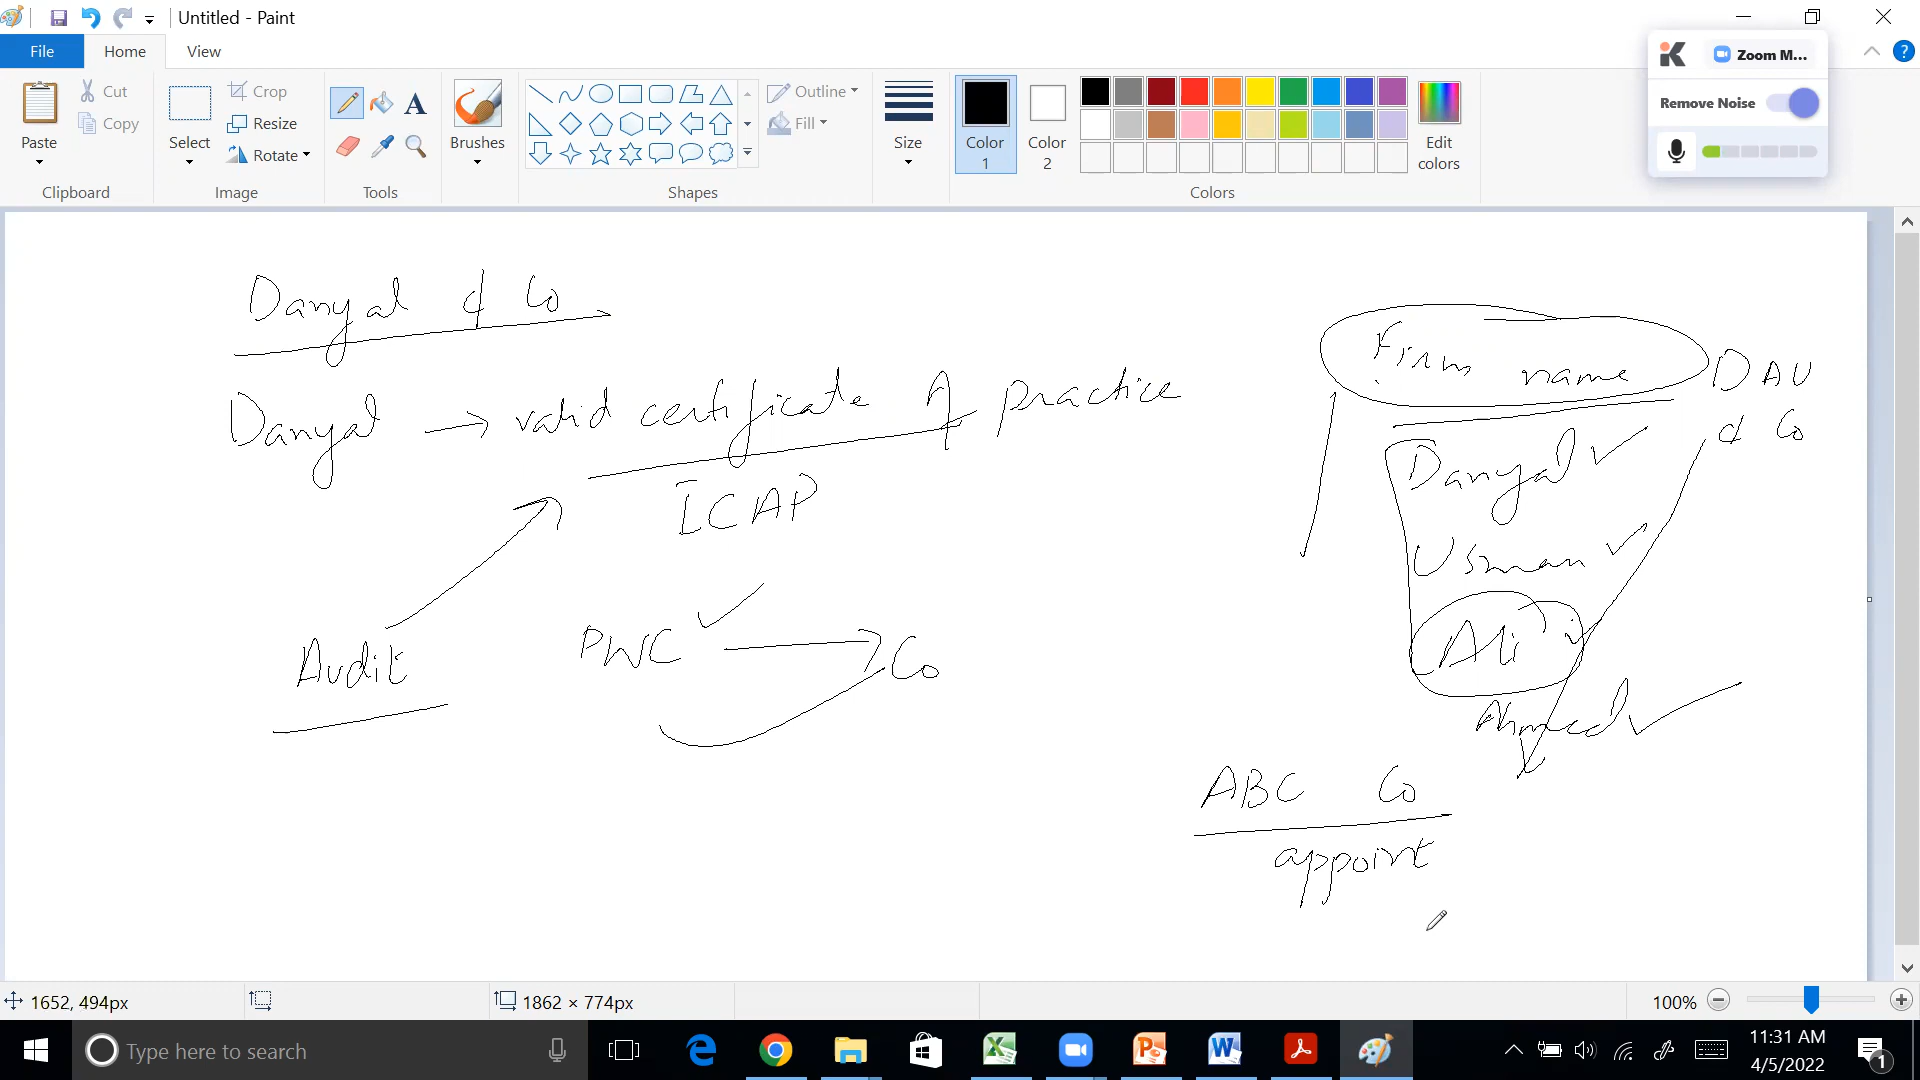 Untitled - Paint
File
Home
View
Paste
Cut
Copy
Clipboard
Select
Crop
Resize
Rotate
Image
Tools
Brushes
Outline
Fill
Shapes
Size
Color
1
Color
2
Edit
colors
Colors
Zoom M...
Remove Noise
Danyal & Co
Danyal → valid certificate of practice
ICAP
Audit
PWC
Co
Firm name
DAU
& Co
Danyal ✓
Usman ✓
Ali
Ahmed ✓
ABC Co
appoint
1652, 494px
1862 × 774px
100%
Type here to search
11:31 AM
4/5/2022
1